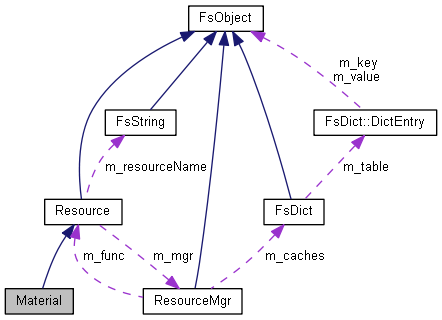 FsObject
m_key
m_value
FsString
FsDict::DictEntry
m_resourceName
m_table
Resource
FsDict
m_func
m_mgr
m_caches
Material
ResourceMgr